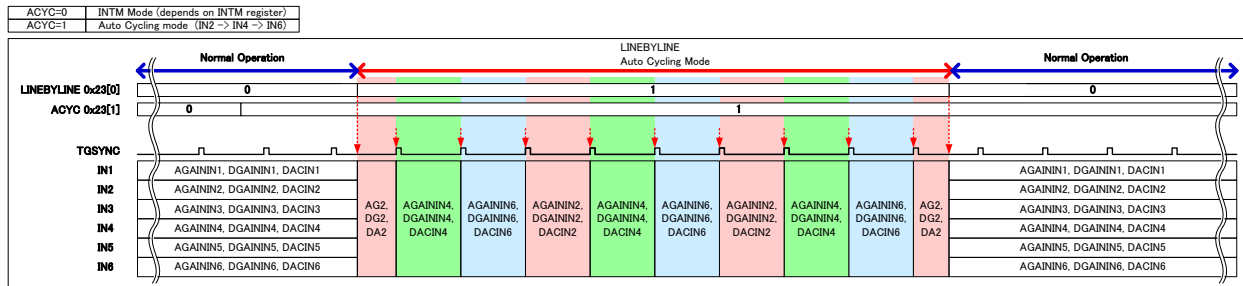 ACYC=0 INTM Mode (depends on INTM register)
ACYC=1 Auto Cycling mode (IN2 -> IN4 -> IN6)
LINEBYLINE
Normal Operation Auto Cycling Mode Normal Operation
LINEBYLINE 0x23[0] 0 1 0
ACYC 0x23[1] 0 1
TGSYNC
IN1 AGAININ1, DGAININ1, DACIN1 AGAININ1, DGAININ1, DACIN1
IN2 AGAININ2, DGAININ2, DACIN2 AGAININ2, DGAININ2, DACIN2
IN3 AGAININ3, DGAININ3, DACIN3 AGAININ3, DGAININ3, DACIN3
IN4 AGAININ4, DGAININ4, DACIN4 AGAININ4, DGAININ4, DACIN4
IN5 AGAININ5, DGAININ5, DACIN5 AGAININ5, DGAININ5, DACIN5
IN6 AGAININ6, DGAININ6, DACIN6 AGAININ6, DGAININ6, DACIN6
AG2, AGAININ4, AGAININ6, AGAININ2, AGAININ4, AGAININ6, AGAININ2, AGAININ4, AGAININ6, AG2,
DG2, DGAININ4, DGAININ6, DGAININ2, DGAININ4, DGAININ6, DGAININ2, DGAININ4, DGAININ6, DG2,
DA2 DACIN4 DACIN6 DACIN2 DACIN4 DACIN6 DACIN2 DACIN4 DACIN6 DA2